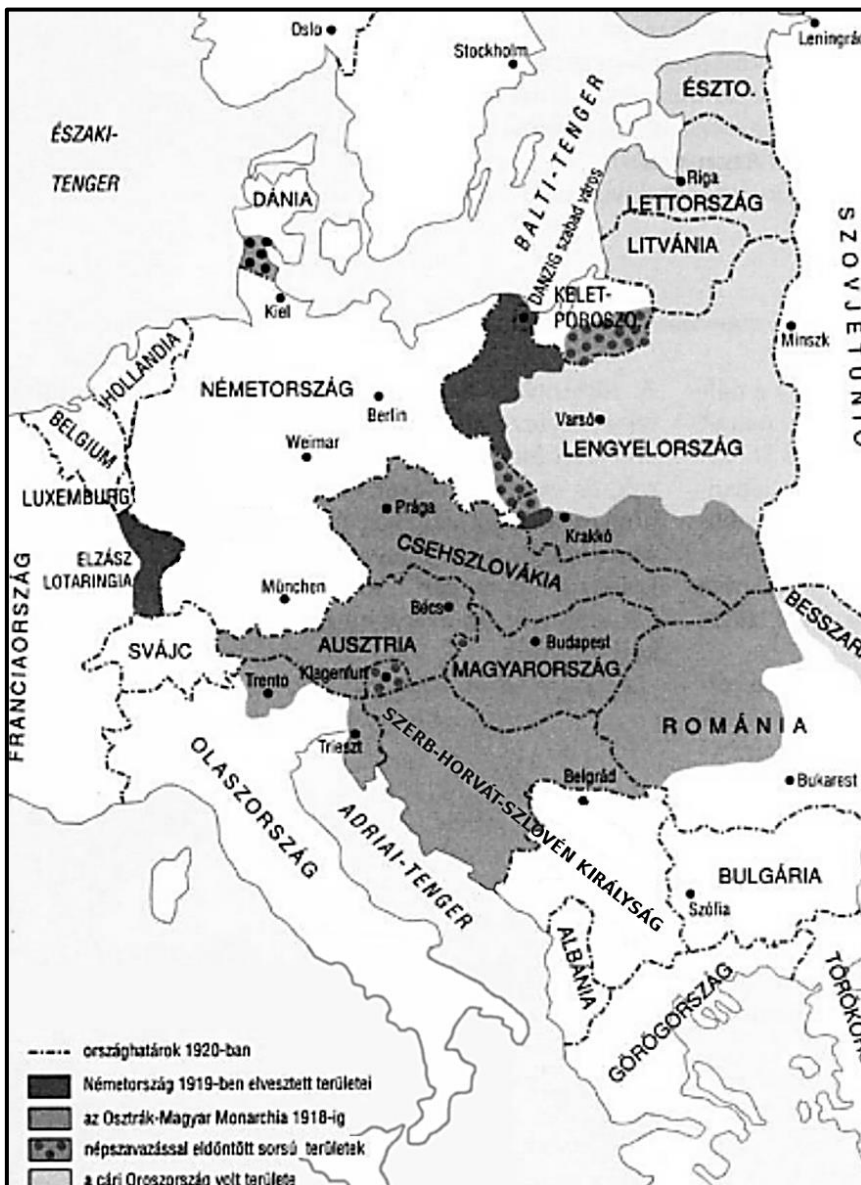 Oslo
Stockholm
Leningrád
ÉSZTO.
ÉSZAKI-
TENGER
BALTI-TENGER
Riga
LETTORSZÁG
DÁNIA
LITVÁNIA
SZOVJETUNIÓ
DANZIG szabad város
KELET-
POROSZO.
Kiel
Minszk
HOLLANDIA
NÉMETORSZÁG
Berlin
BELGIUM
Varsó
LENGYELORSZÁG
Weimar
LUXEMBURG
Prága
Krakkó
ELZÁSZ
LOTARINGIA
CSEHSZLOVÁKIA
FRANCIAORSZÁG
München
Bécs
BESSZARÁ
SVÁJC
AUSZTRIA
Budapest
MAGYARORSZÁG
Klagenfurt
Trento
ROMÁNIA
Trieszt
SZERB-HORVÁT-SZLOVÉN KIRÁLYSÁG
Belgrád
Bukarest
OLASZORSZÁG
ADRIAI-TENGER
BULGÁRIA
Szófia
ALBÁNIA
GÖRÖGORSZÁG
országhatárok 1920-ban
Németország 1919-ben elvesztett területei
az Osztrák-Magyar Monarchia 1918-ig
népszavazással eldöntött sorsú területek
a cári Oroszország volt területe